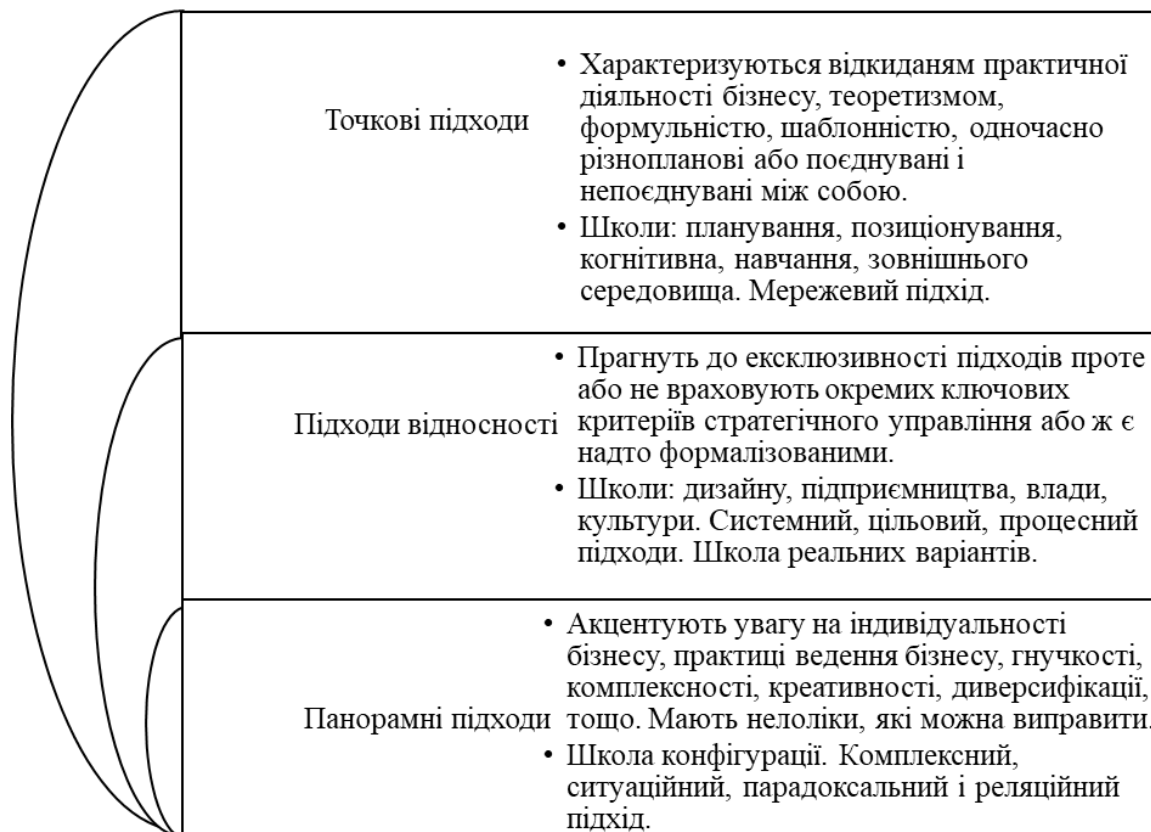 Точкові підходи
• Характеризуються відкиданям практичної
діяльності бізнесу, теоретизмом,
формульністю, шаблонністю, одночасно
різнопланові або поєднувані і
непоєднувані між собою.
• Школи: планування, позиціонування,
когнітивна, навчання, зовнішнього
середовища. Мережевий підхід.
Підходи відносності
• Прагнуть до ексклюзивності підходів проте
або не враховують окремих ключових
критеріїв стратегічного управління або ж є
надто формалізованими.
• Школи: дизайну, підприємництва, влади,
культури. Системний, цільовий, процесний
підходи. Школа реальних варіантів.
Панорамні підходи
• Акцентують увагу на індивідуальності
бізнесу, практиці ведення бізнесу, гнучкості,
комплексності, креативності, диверсифікації,
тощо. Мають нелоліки, які можна виправити.
• Школа конфігурації. Комплексний,
ситуаційний, парадоксальний і реляційний
підхід.